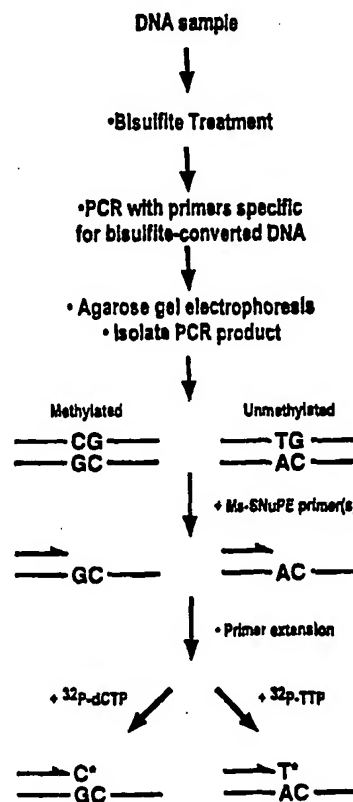 DNA sample
•Bisulfite Treatment
•PCR with primers specific
for bisulfite-converted DNA
• Agarose gel electrophoresis
• Isolate PCR product
Methylated Unmethylated
CG TG
GC AC
+ Ms-SNuPE primer(s
GC AC
• Primer extension
+ 32P-dCTP + 32P-TTP
C* T*
GC AC